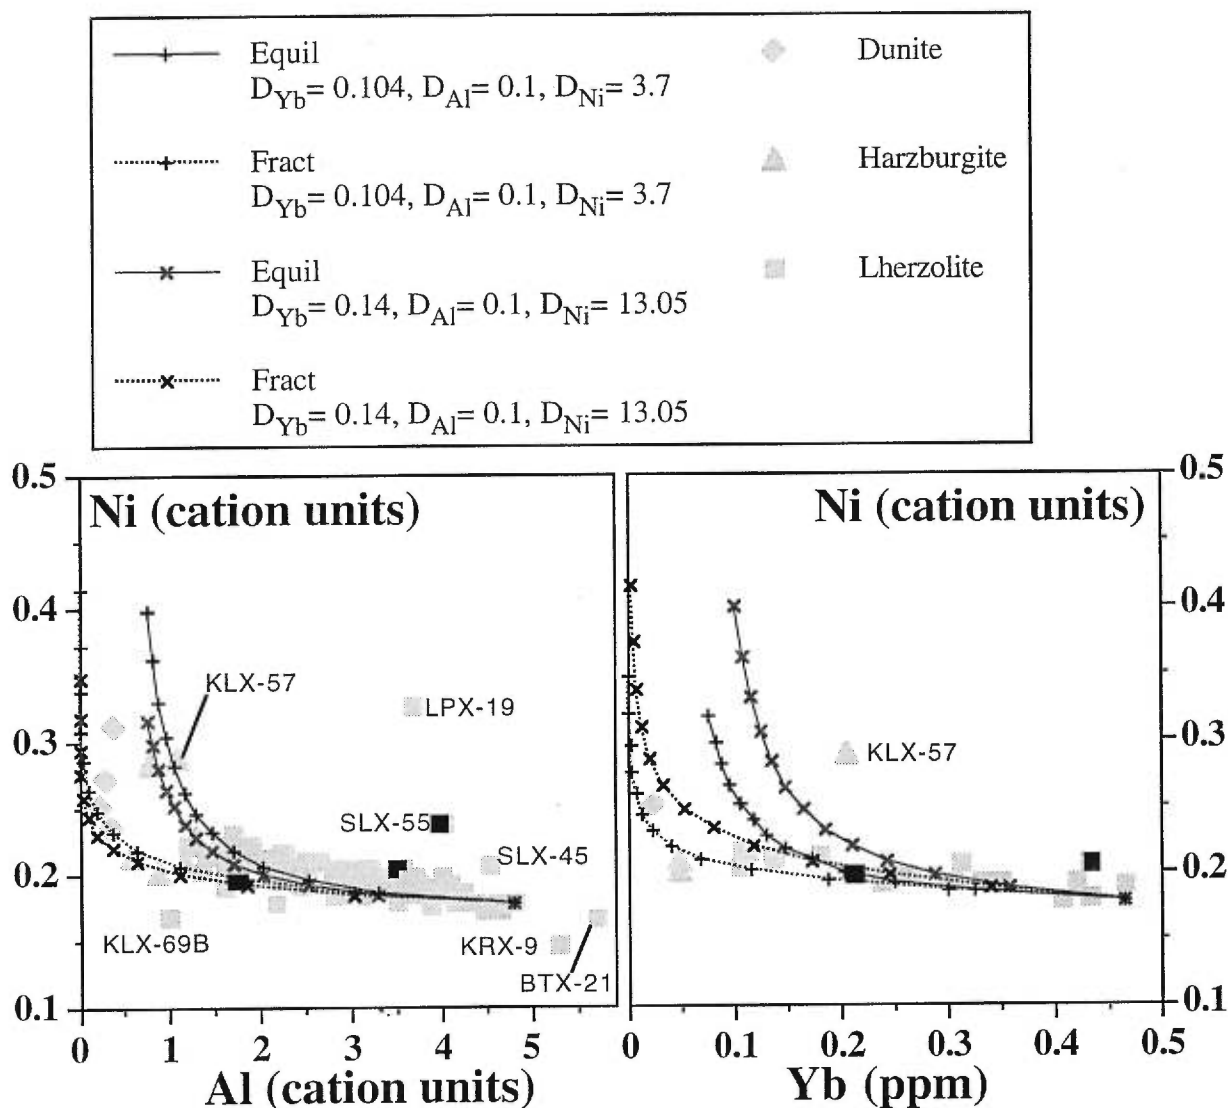 Equil
DYb= 0.104, DAl= 0.1, DNi= 3.7
Fract
DYb= 0.104, DAl= 0.1, DNi= 3.7
Equil
DYb= 0.14, DAl= 0.1, DNi= 13.05
Fract
DYb= 0.14, DAl= 0.1, DNi= 13.05
Dunite
Harzburgite
Lherzolite
0.5
0.4
0.3
0.2
0.1
Ni (cation units)
KLX-57
LPX-19
SLX-55
SLX-45
KLX-69B
KRX-9
BTX-21
0 1 2 3 4 5
Al (cation units)
Ni (cation units)
KLX-57
0.5
0.4
0.3
0.2
0.1
0 0.1 0.2 0.3 0.4 0.5
Yb (ppm)